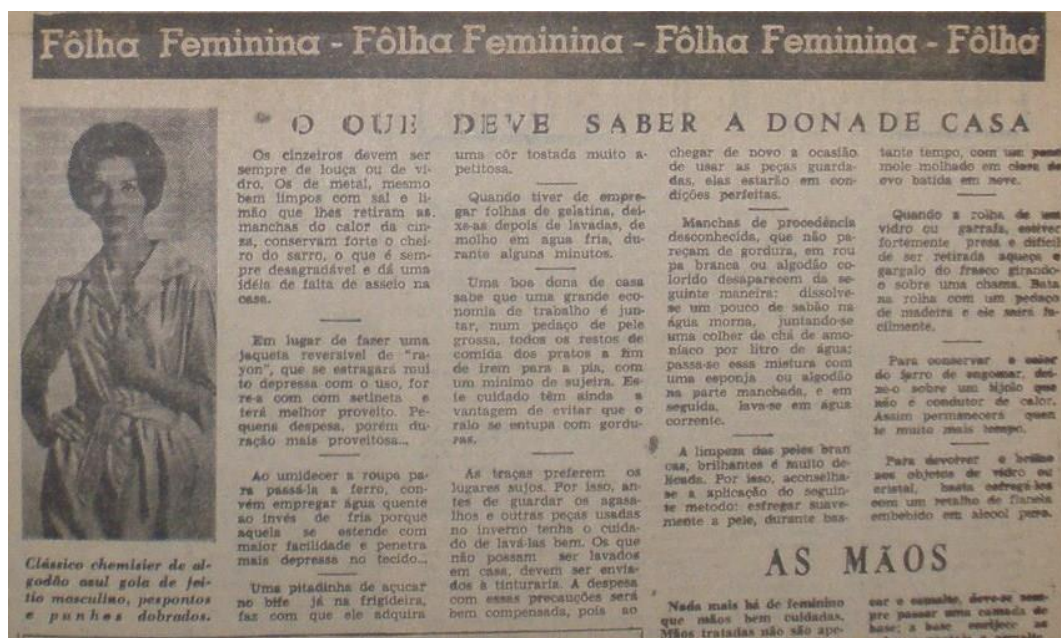 Fôlha Feminina - Fôlha Feminina - Fôlha Feminina - Fôlha
O QUE DEVE SABER A DONA DE CASA
Os cinzeiros devem ser
sempre de louça ou de vi-
dro. Os de metal, mesmo
bem limpos com sal e li-
mão que lhes retiram as
manchas do calor da cin-
za, conservam forte o chei-
ro do sarro, o que é sem-
pre desagradável e dá uma
idéia de falta de asseio na
casa.
Em lugar de fazer uma
jaqueta reversivel de "ra-
yon", que se estragará mui
to depressa com o uso, for
re-a com com setineta e
terá melhor proveito. Pe-
quena despesa, porém du-
ração mais proveitosa...
Ao umidecer a roupa pa-
ra passá-la a ferro, con-
vém empregar água quente
ao invés de fria porque
aquela se estende com
maior facilidade e penetra
mais depressa no tecido...
Uma pitadinha de açucar
no bife já na frigideira,
faz com que ele adquira
uma côr tostada muito a-
petitosa.
Quando tiver de empre-
gar folhas de gelatina, dei-
xe-as depois de lavadas, de
molho em agua fria, du-
rante alguns minutos.
Uma boa dona de casa
sabe que uma grande eco-
nomia de trabalho é jun-
tar, num pedaço de pele
grossa, todos os restos de
comida dos pratos a fim
de irem para a pia, com
um minimo de sujeira. Es-
te cuidado têm ainda a
vantagem de evitar que o
ralo se entupa com gordu-
ras.
As traças preferem os
lugares sujos. Por isso, an-
tes de guardar os agasa-
lhos e outras peças usadas
no inverno tenha o cuida-
do de lavá-las bem. Os que
não possam ser lavados
em casa, devem ser envia-
dos à tinturaria. A despesa
com essas precauções será
bem compensada, pois ao
chegar de novo a ocasião
de usar as peças guarda-
das, elas estarão em con-
dições perfeitas.
Manchas de procedência
desconhecida, que não pa-
reçam de gordura, em rou
pa branca ou algodão co-
lorido desaparecem da se-
guinte maneira: dissolve-
se um pouco de sabão na
água morna, juntando-se
uma colher de chá de amo-
níaco por litro de água;
passa-se essa mistura com
uma esponja ou algodão
na parte manchada, e em
seguida, lava-se em água
corrente.
A limpeza das peles bran
cas, brilhantes é muito de-
licada. Por isso, aconselha-
se a aplicação do seguin-
te metodo: esfregar suave-
mente a pele, durante bas-
tante tempo, com um pano
mole molhado em clara de
ovo batida em neve.
Quando a rolha de um
vidro ou garrafa, estiver
fortemente presa e dificil
de ser retirada aqueça o
gargalo do frasco girando-
o sobre uma chama. Bata
na rolha com um pedaço
de madeira e ele sairá fa-
cilmente.
Para conservar o calor
do ferro de engomar, dei-
xe-o sobre um tijolo que
não é condutor de calor.
Assim permanecerá quen-
te muito mais tempo.
Para devolver o brilho
aos objetos de vidro ou
cristal, basta esfregá-los
com um retalho de flanela
embebido em alcool puro.
Clássico chemisier de al-
godão azul gola de fei-
tio masculino, pespontos
e punhos dobrados.
AS MÃOS
Nada mais há de feminino
que mãos bem cuidadas.
Mãos tratadas não são ape-
car o esmalte, deve-se sem-
pre passar uma camada de
base: a base enrijece as